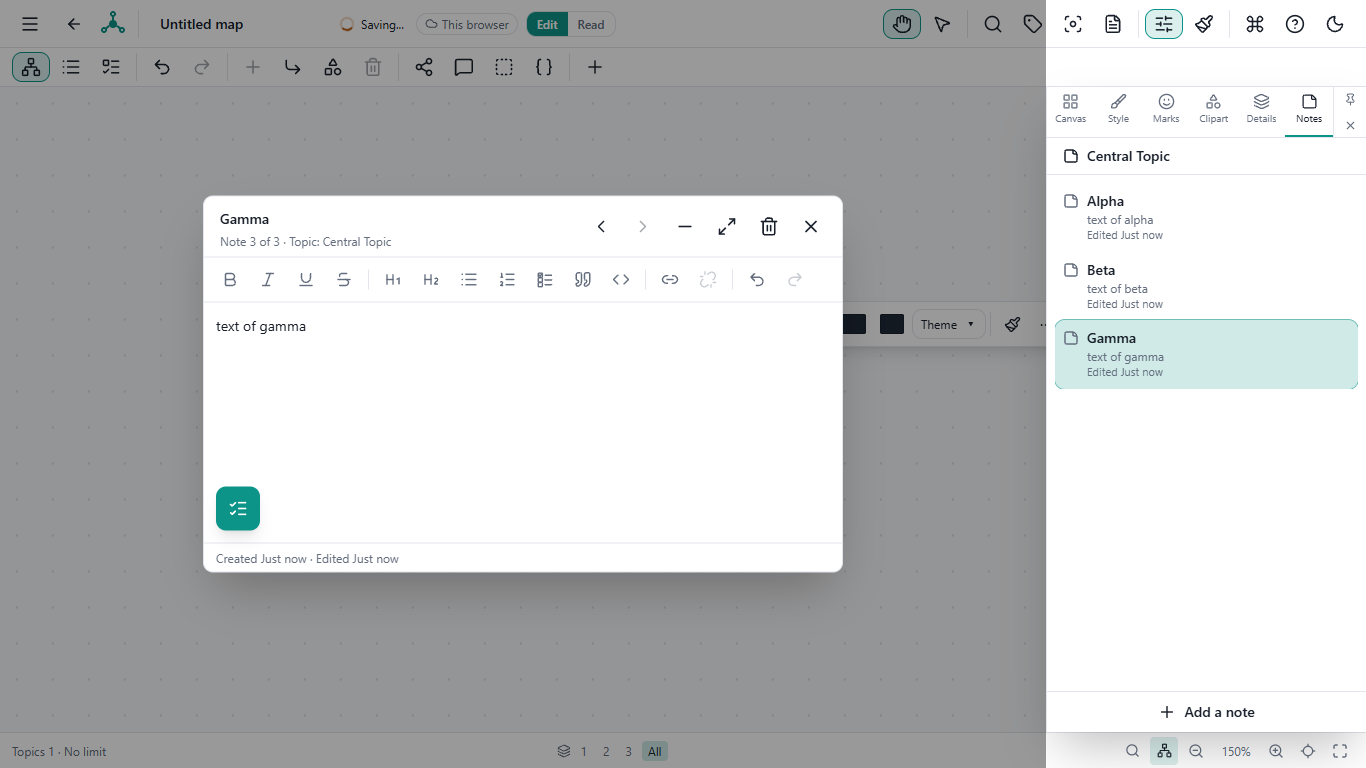 Untitled map
Saving...
This browser
Edit
Read
Canvas
Style
Marks
Clipart
Details
Notes
Central Topic
Alpha
text of alpha
Edited Just now
Beta
text of beta
Edited Just now
Gamma
text of gamma
Edited Just now
Add a note
Gamma
Note 3 of 3 · Topic: Central Topic
B I U S H1 H2
text of gamma
Created Just now · Edited Just now
Theme
Topics 1 · No limit
1 2 3 All
150%